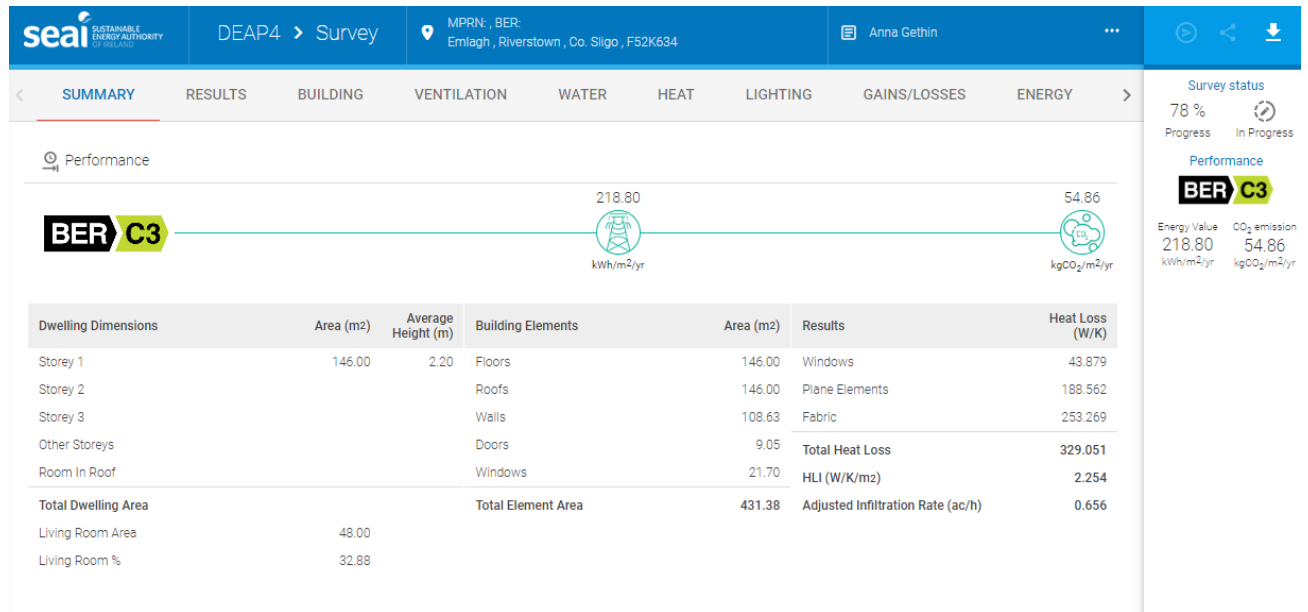 seai SUSTAINABLE ENERGY AUTHORITY OF IRELAND
DEAP4 > Survey
MPRN: , BER:
Emlagh , Riverstown , Co. Sligo , F52K634
Anna Gethin
SUMMARY RESULTS BUILDING VENTILATION WATER HEAT LIGHTING GAINS/LOSSES ENERGY
Survey status
78 % 
Progress In Progress
Performance
BER C3
Energy Value CO2 emission
218.80 54.86
kWh/m2/yr kgCO2/m2/yr
Performance
218.80 54.86
BER C3 CO2
kWh/m2/yr kgCO2/m2/yr
Dwelling Dimensions Area (m2) Average Height (m) Building Elements Area (m2) Results Heat Loss (W/K)
Storey 1 146.00 2.20 Floors 146.00 Windows 43.879
Storey 2 Roofs 146.00 Plane Elements 188.562
Storey 3 Walls 108.63 Fabric 253.269
Other Storeys Doors 9.05 Total Heat Loss 329.051
Room In Roof Windows 21.70 HLI (W/K/m2) 2.254
Total Dwelling Area Total Element Area 431.38 Adjusted Infiltration Rate (ac/h) 0.656
Living Room Area 48.00
Living Room % 32.88